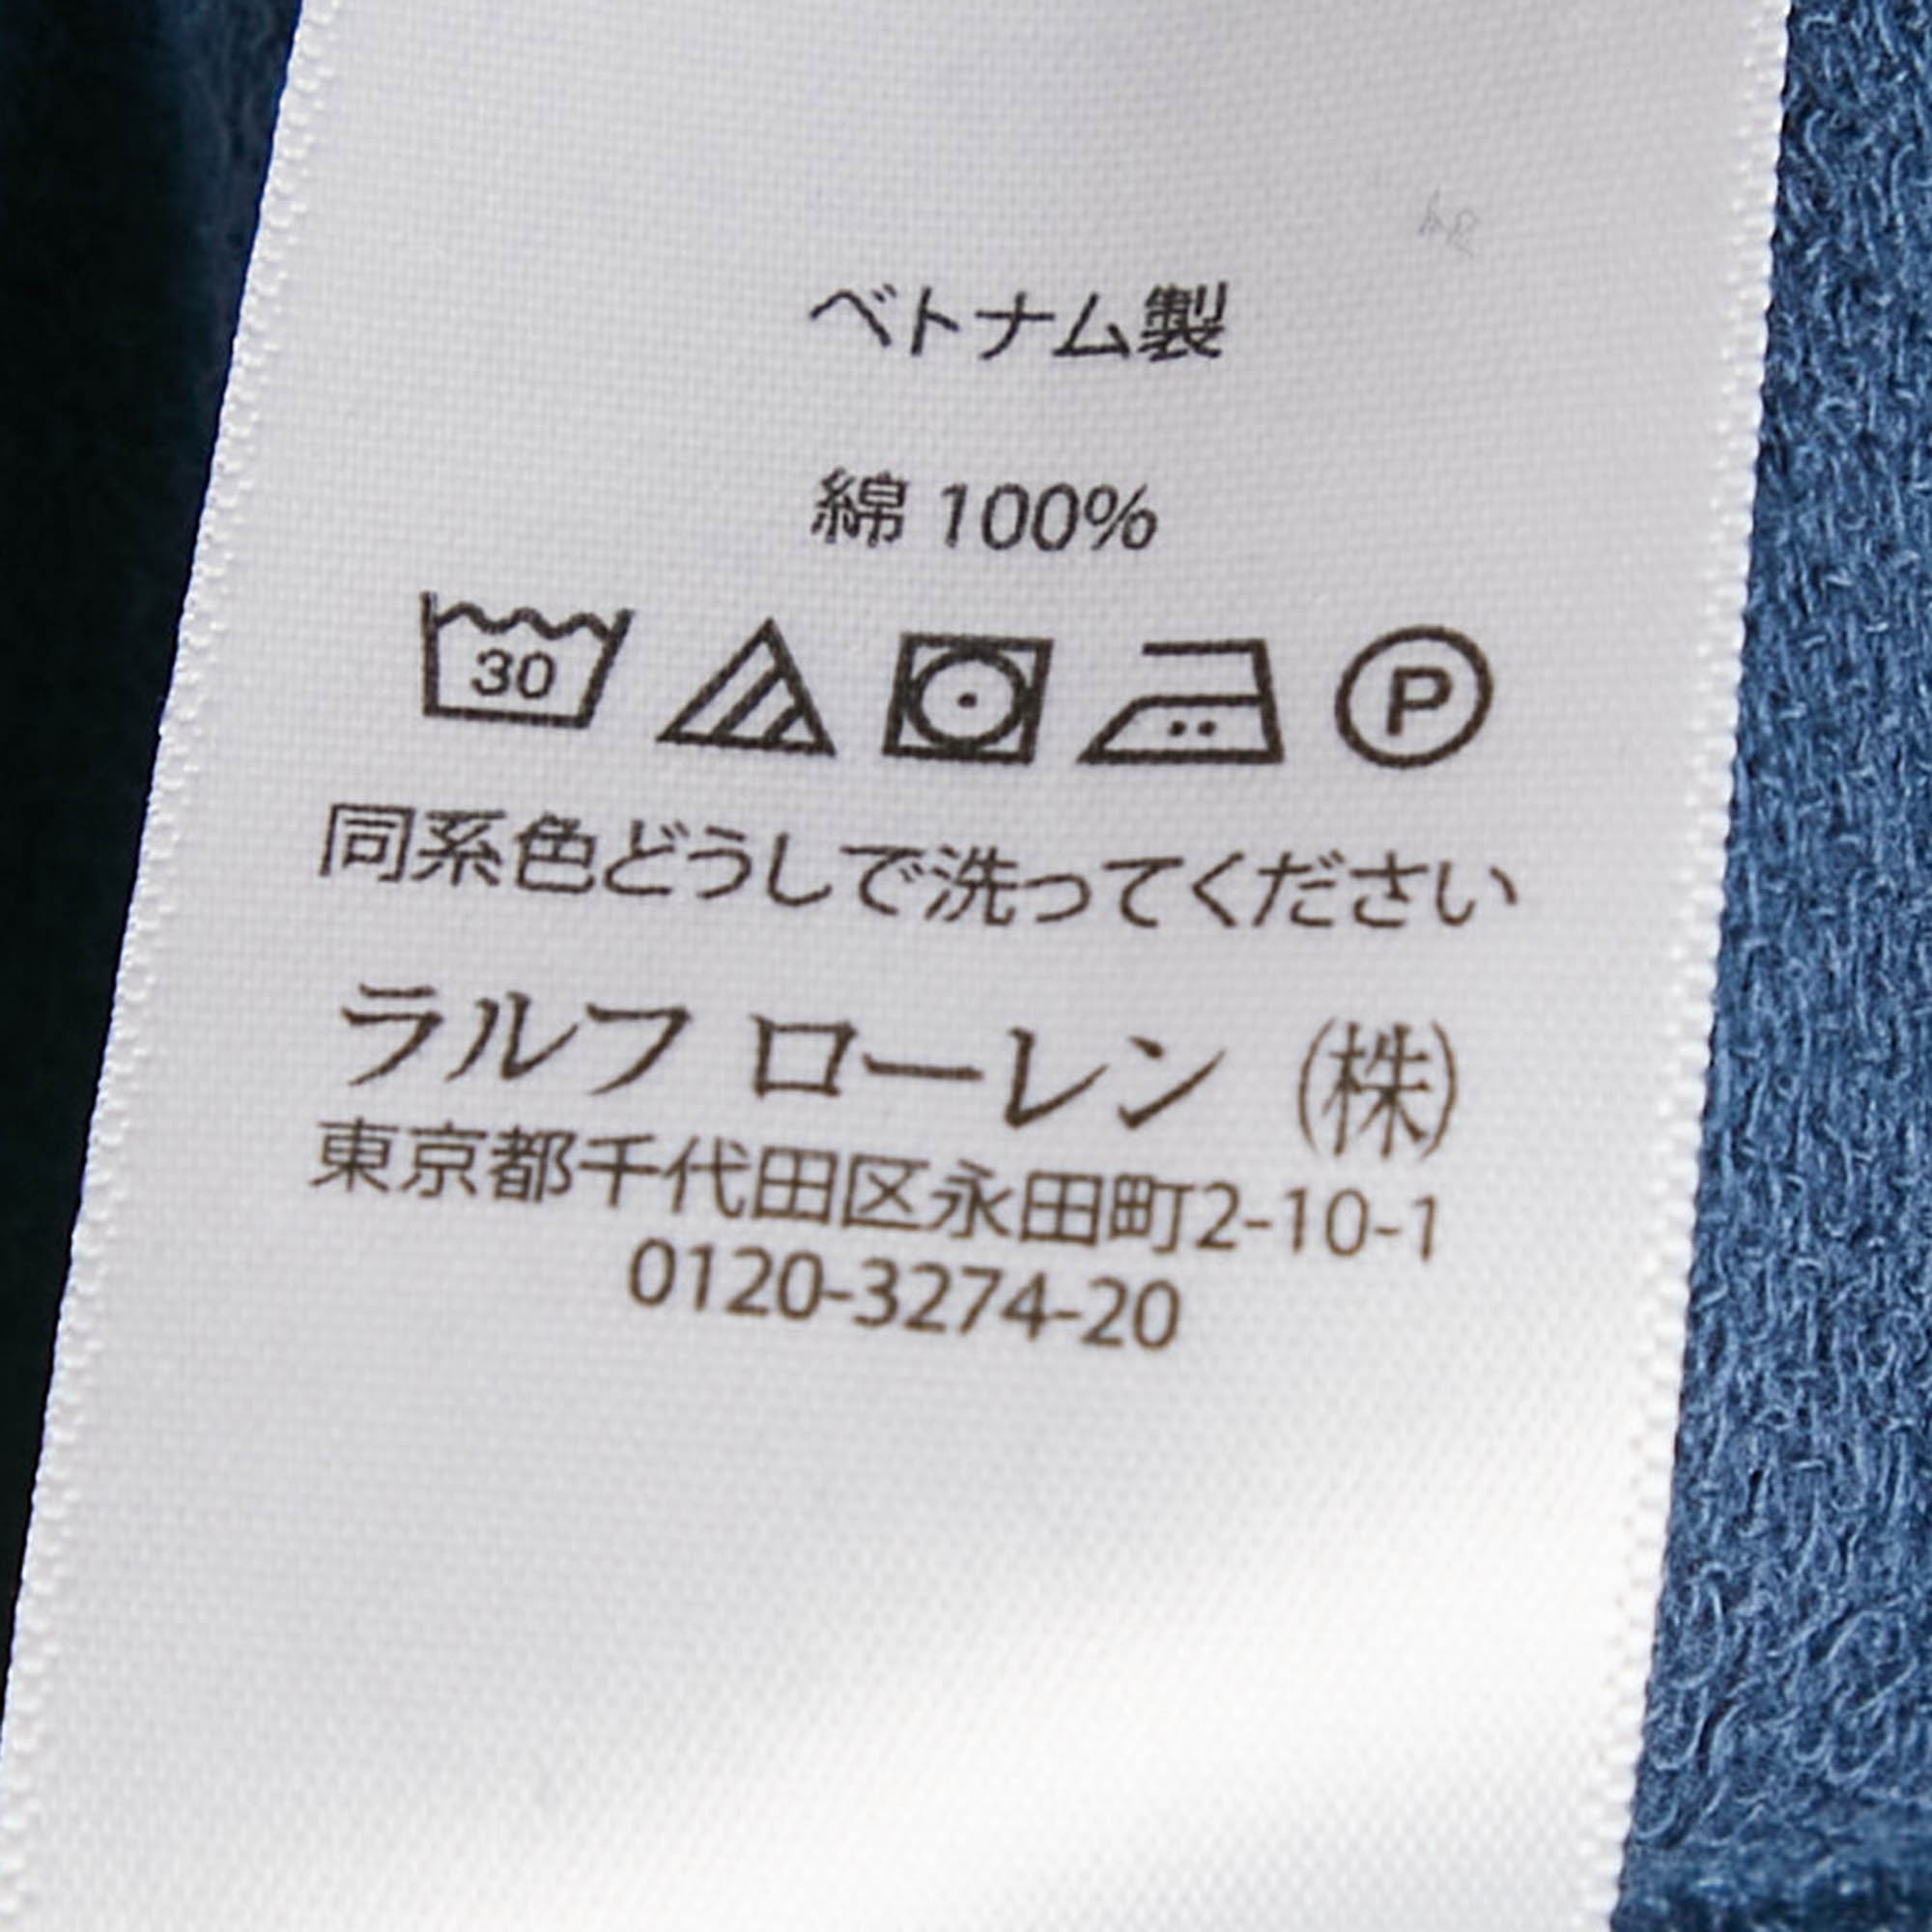 ベトナム製
綿 100%
30 P
同系色どうしで洗ってください
ラルフ ローレン (株)
東京都千代田区永田町2-10-1
0120-3274-20